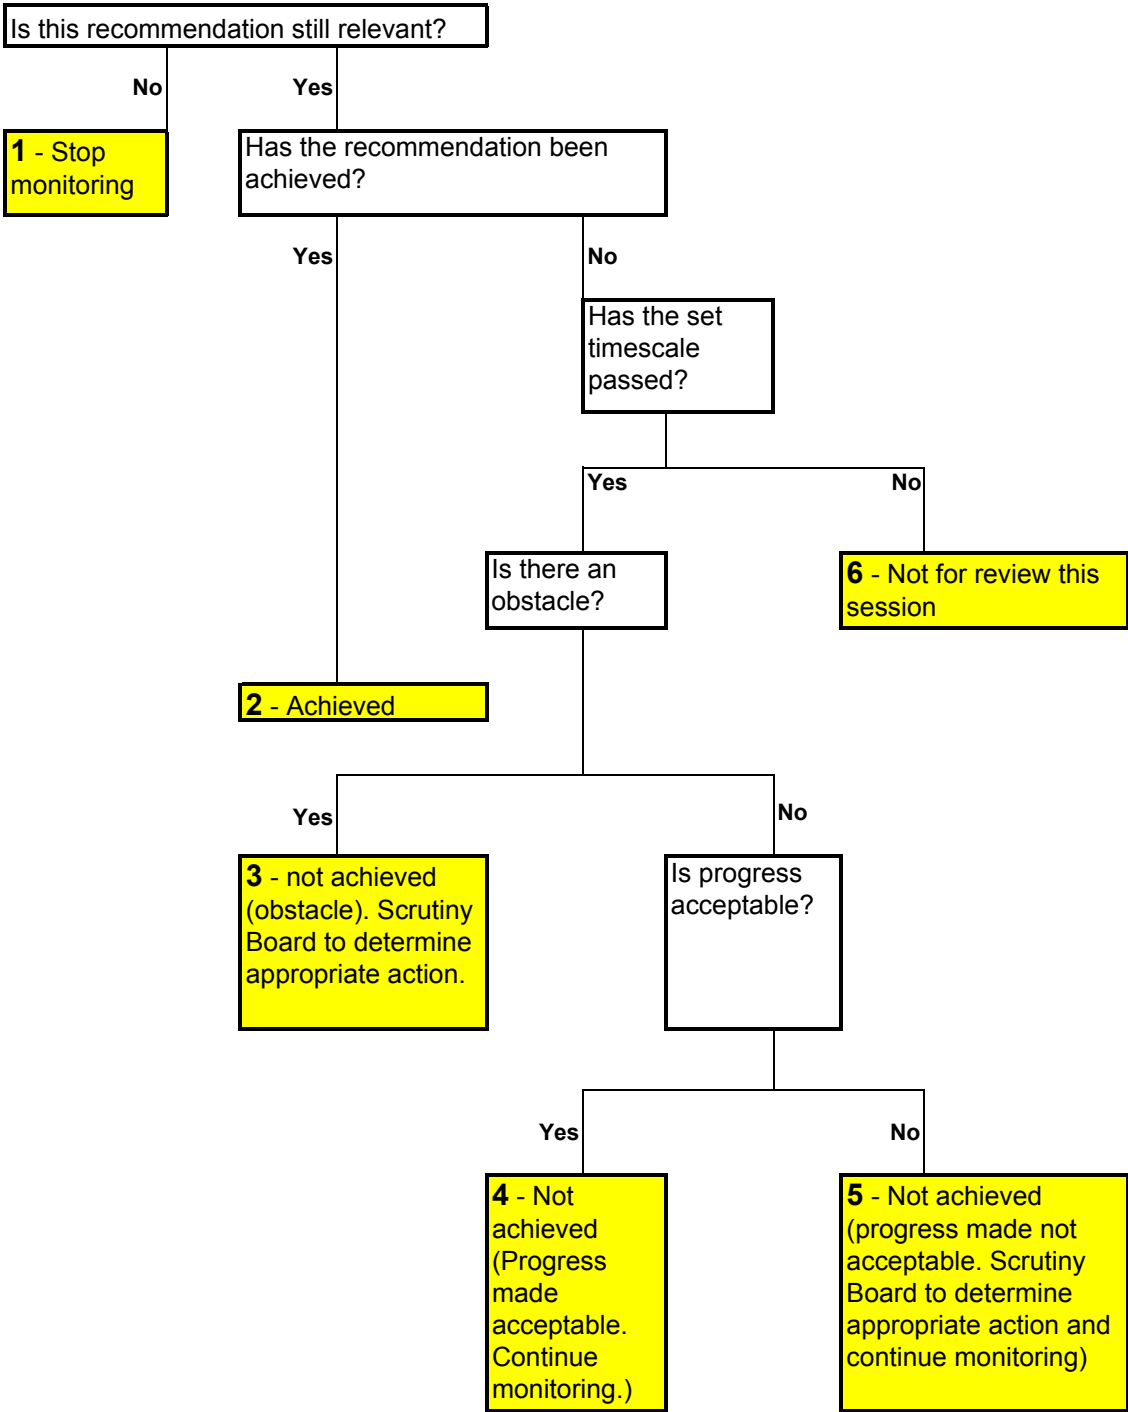 Is this recommendation still relevant?
No
Yes
1 - Stop
monitoring
Has the recommendation been
achieved?
Yes
No
Has the set
timescale
passed?
Yes
No
Is there an
obstacle?
6 - Not for review this
session
2 - Achieved
Yes
No
3 - not achieved
(obstacle). Scrutiny
Board to determine
appropriate action.
Is progress
acceptable?
Yes
No
4 - Not
achieved
(Progress
made
acceptable.
Continue
monitoring.)
5 - Not achieved
(progress made not
acceptable. Scrutiny
Board to determine
appropriate action and
continue monitoring)